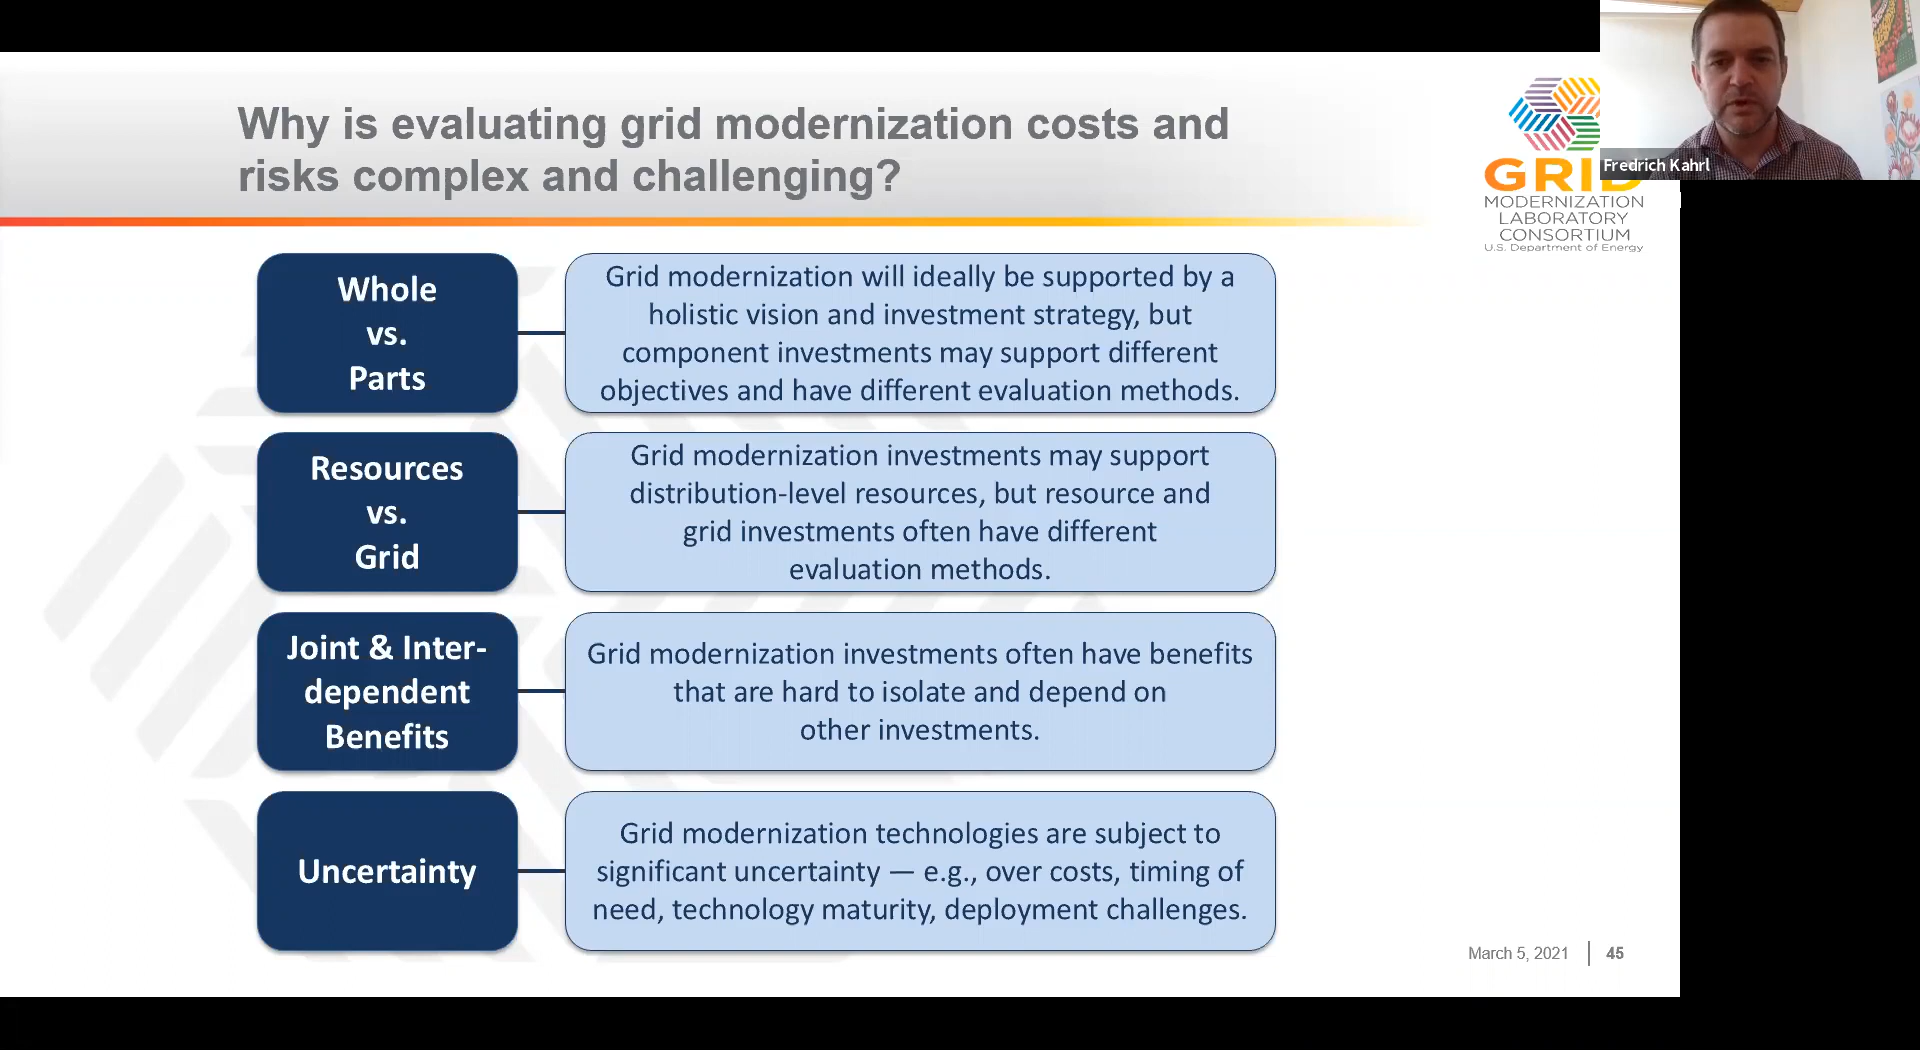 Why is evaluating grid modernization costs and
risks complex and challenging?
Fredrich Kahrl
GRID
MODERNIZATION
LABORATORY
CONSORTIUM
U.S. Department of Energy
Whole
vs.
Parts
Grid modernization will ideally be supported by a
holistic vision and investment strategy, but
component investments may support different
objectives and have different evaluation methods.
Resources
vs.
Grid
Grid modernization investments may support
distribution-level resources, but resource and
grid investments often have different
evaluation methods.
Joint & Inter-
dependent
Benefits
Grid modernization investments often have benefits
that are hard to isolate and depend on
other investments.
Uncertainty
Grid modernization technologies are subject to
significant uncertainty — e.g., over costs, timing of
need, technology maturity, deployment challenges.
March 5, 2021
45